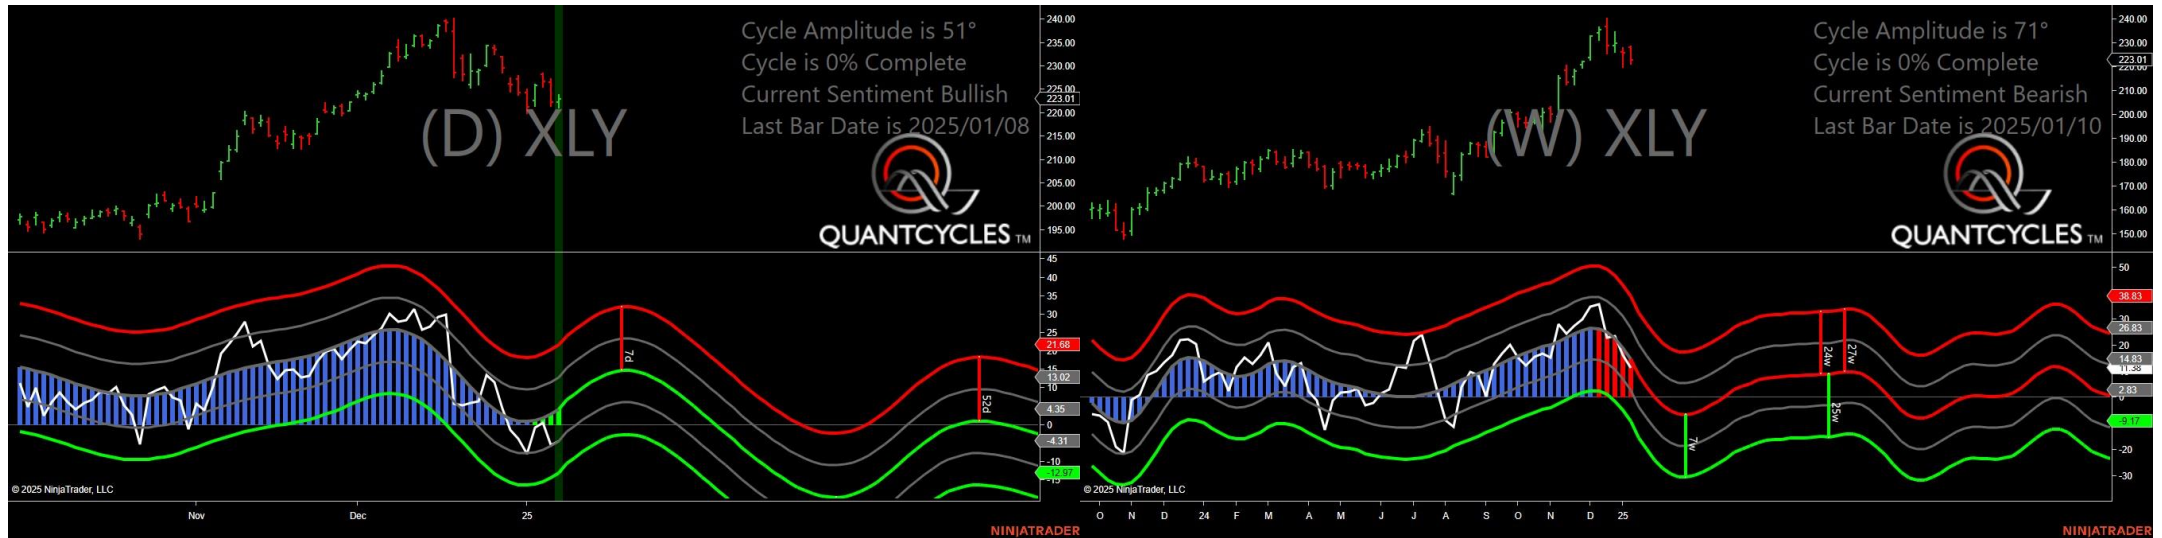 Cycle Amplitude is 51°
Cycle is 0% Complete
Current Sentiment Bullish
Last Bar Date is 2025/01/08
(D) XLY
QUANTCYCLES TM
240.00
235.00
230.00
225.00
223.01
220.00
215.00
210.00
205.00
200.00
195.00
45
40
35
30
25
21.68
15
13.02
10
4.35
0
-4.31
-10
-12.97
-15
7d
52d
© 2025 NinjaTrader, LLC
Nov
Dec
25
NINJATRADER
Cycle Amplitude is 71°
Cycle is 0% Complete
Current Sentiment Bearish
Last Bar Date is 2025/01/10
(W) XLY
QUANTCYCLES TM
240.00
230.00
223.01
220.00
210.00
200.00
190.00
180.00
170.00
160.00
150.00
50
38.83
30
26.83
20
14.83
11.38
2.83
0
-9.17
-20
-30
7w
24w
25w
27w
© 2025 NinjaTrader, LLC
O N D 24 F M A M J J A S O N D 25
NINJATRADER